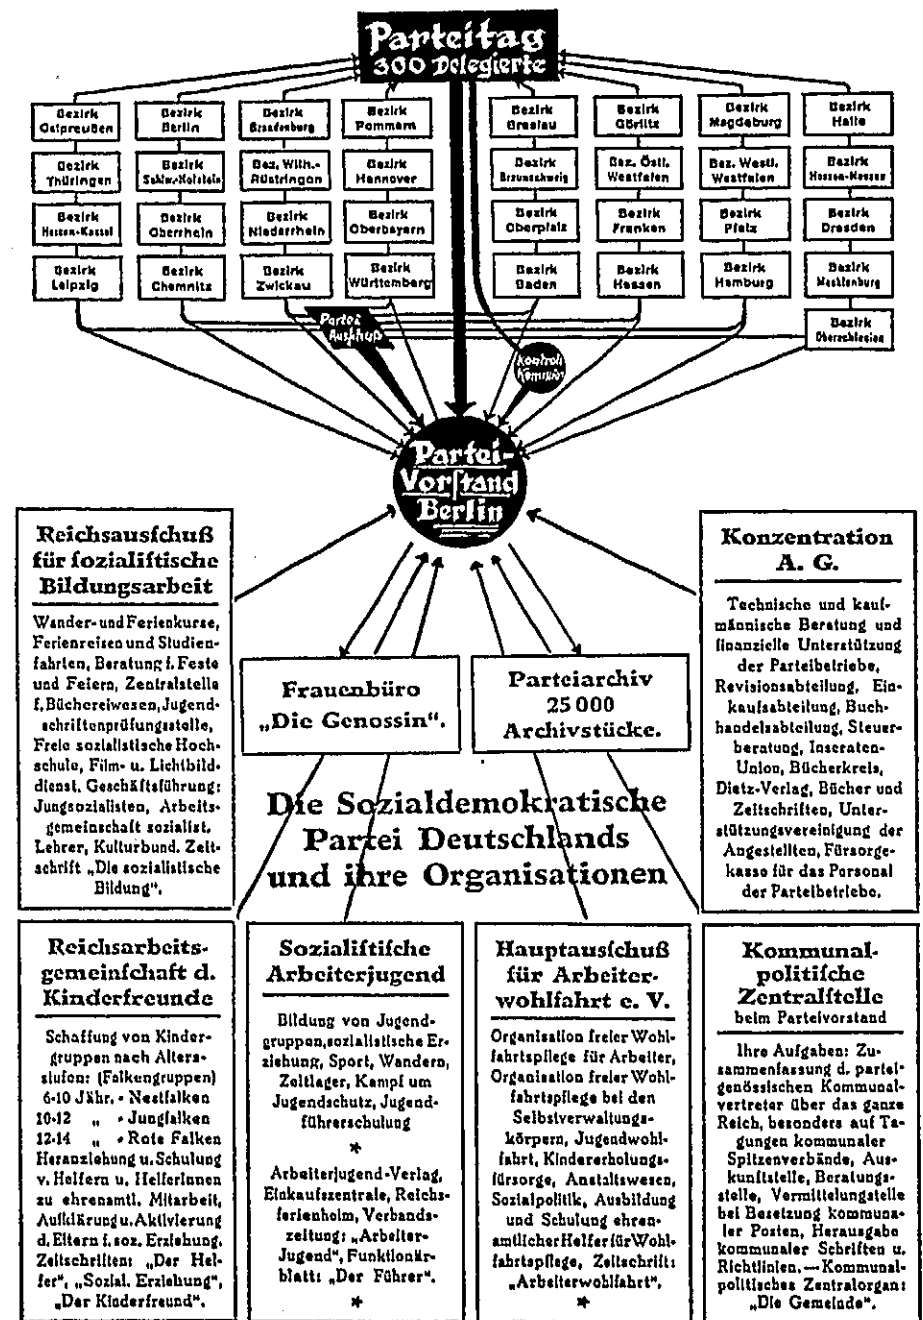 Parteitag
300 Delegierte
Bezirk
Ostpreußen
Bezirk
Berlin
Bezirk
Brandenburg
Bezirk
Pommern
Bezirk
Breslau
Bezirk
Görlitz
Bezirk
Magdeburg
Bezirk
Halle
Bezirk
Thüringen
Bezirk
Schlw.-Holstein
Bez. Wilh.-
Rüstringen
Bezirk
Hannover
Bezirk
Braunschweig
Bez. Östl.
Westfalen
Bez. Westl.
Westfalen
Bezirk
Hessen-Nassau
Bezirk
Hessen-Kassel
Bezirk
Oberrhein
Bezirk
Niederrhein
Bezirk
Oberbayern
Bezirk
Oberpfalz
Bezirk
Franken
Bezirk
Pfalz
Bezirk
Dresden
Bezirk
Leipzig
Bezirk
Chemnitz
Bezirk
Zwickau
Bezirk
Württemberg
Bezirk
Baden
Bezirk
Hessen
Bezirk
Hamburg
Bezirk
Mecklenburg
Bezirk
Oberschlesien
Partei
Ausschuß
Kontroll
Partei-
Vorſtand
Berlin
Reichsausſchuß
für ſozialiſtiſche
Bildungsarbeit
Wander- und Ferienkurse,
Ferienreisen und Studien-
fahrten, Beratung f. Feste
und Feiern, Zentralstelle
f. Büchereiwesen, Jugend-
schriftenprüfungsstelle,
Freie sozialistische Hoch-
schule, Film- u. Lichtbild-
dienst. Geschäftsführung:
Jungsozialisten, Arbeits-
gemeinschaft sozialist.
Lehrer, Kulturbund. Zeit-
schrift „Die sozialistische
Bildung“.
Konzentration
A. G.
Technische und kauf-
männische Beratung und
finanzielle Unterstützung
der Parteibetriebe,
Revisionsabteilung, Ein-
kaufsabteilung, Buch-
handelsabteilung, Steuer-
beratung, Inseraten-
Union, Bücherkreis,
Dietz-Verlag, Bücher und
Zeitschriften, Unter-
stützungsvereinigung der
Angestellten, Fürsorge-
kasse für das Personal
der Parteibetriebe.
Frauenbüro
„Die Genossin“.
Parteiarchiv
25 000
Archivstücke.
Die Sozialdemokratische
Partei Deutschlands
und ihre Organisationen
Reichsarbeits-
gemeinſchaft d.
Kinderfreunde
Schaffung von Kinder-
gruppen nach Alters-
stufen: (Falkengruppen)
6-10 Jähr. - Nestfalken
10-12 „ - Jungfalken
12-14 „ - Rote Falken
Heranziehung u. Schulung
v. Helfern u. Helferinnen
zu ehrenamtl. Mitarbeit,
Aufklärung u. Aktivierung
d. Eltern f. soz. Erziehung.
Zeitschriften: „Der Hel-
fer“, „Sozial. Erziehung“,
„Der Kinderfreund“.
Sozialiſtiſche
Arbeiterjugend
Bildung von Jugend-
gruppen, sozialistische Er-
ziehung, Sport, Wandern,
Zeltlager, Kampf um
Jugendschutz, Jugend-
führerschulung
*
Arbeiterjugend-Verlag,
Einkaufszentrale, Reichs-
ferienheim, Verbands-
zeitung: „Arbeiter-
Jugend“, Funktionär-
blatt: „Der Führer“.
*
Hauptausſchuß
für Arbeiter-
wohlfahrt e. V.
Organisation freier Wohl-
fahrtspflege für Arbeiter,
Organisation freier Wohl-
fahrtspflege bei den
Selbstverwaltungs-
körpern, Jugendwohl-
fahrt, Kindererholungs-
fürsorge, Anstaltswesen,
Sozialpolitik, Ausbildung
und Schulung ehren-
amtlicher Helfer für Wohl-
fahrtspflege, Zeitschrift:
„Arbeiterwohlfahrt“.
*
Kommunal-
politiſche
Zentralſtelle
beim Parteivorstand
Ihre Aufgaben: Zu-
sammenfassung d. partei-
genössischen Kommunal-
vertreter über das ganze
Reich, besonders auf Ta-
gungen kommunaler
Spitzenverbände, Aus-
kunftstelle, Beratungs-
stelle, Vermittelungstelle
bei Besetzung kommuna-
ler Posten, Herausgabe
kommunaler Schriften u.
Richtlinien. — Kommunal-
politisches Zentralorgan:
„Die Gemeinde“.